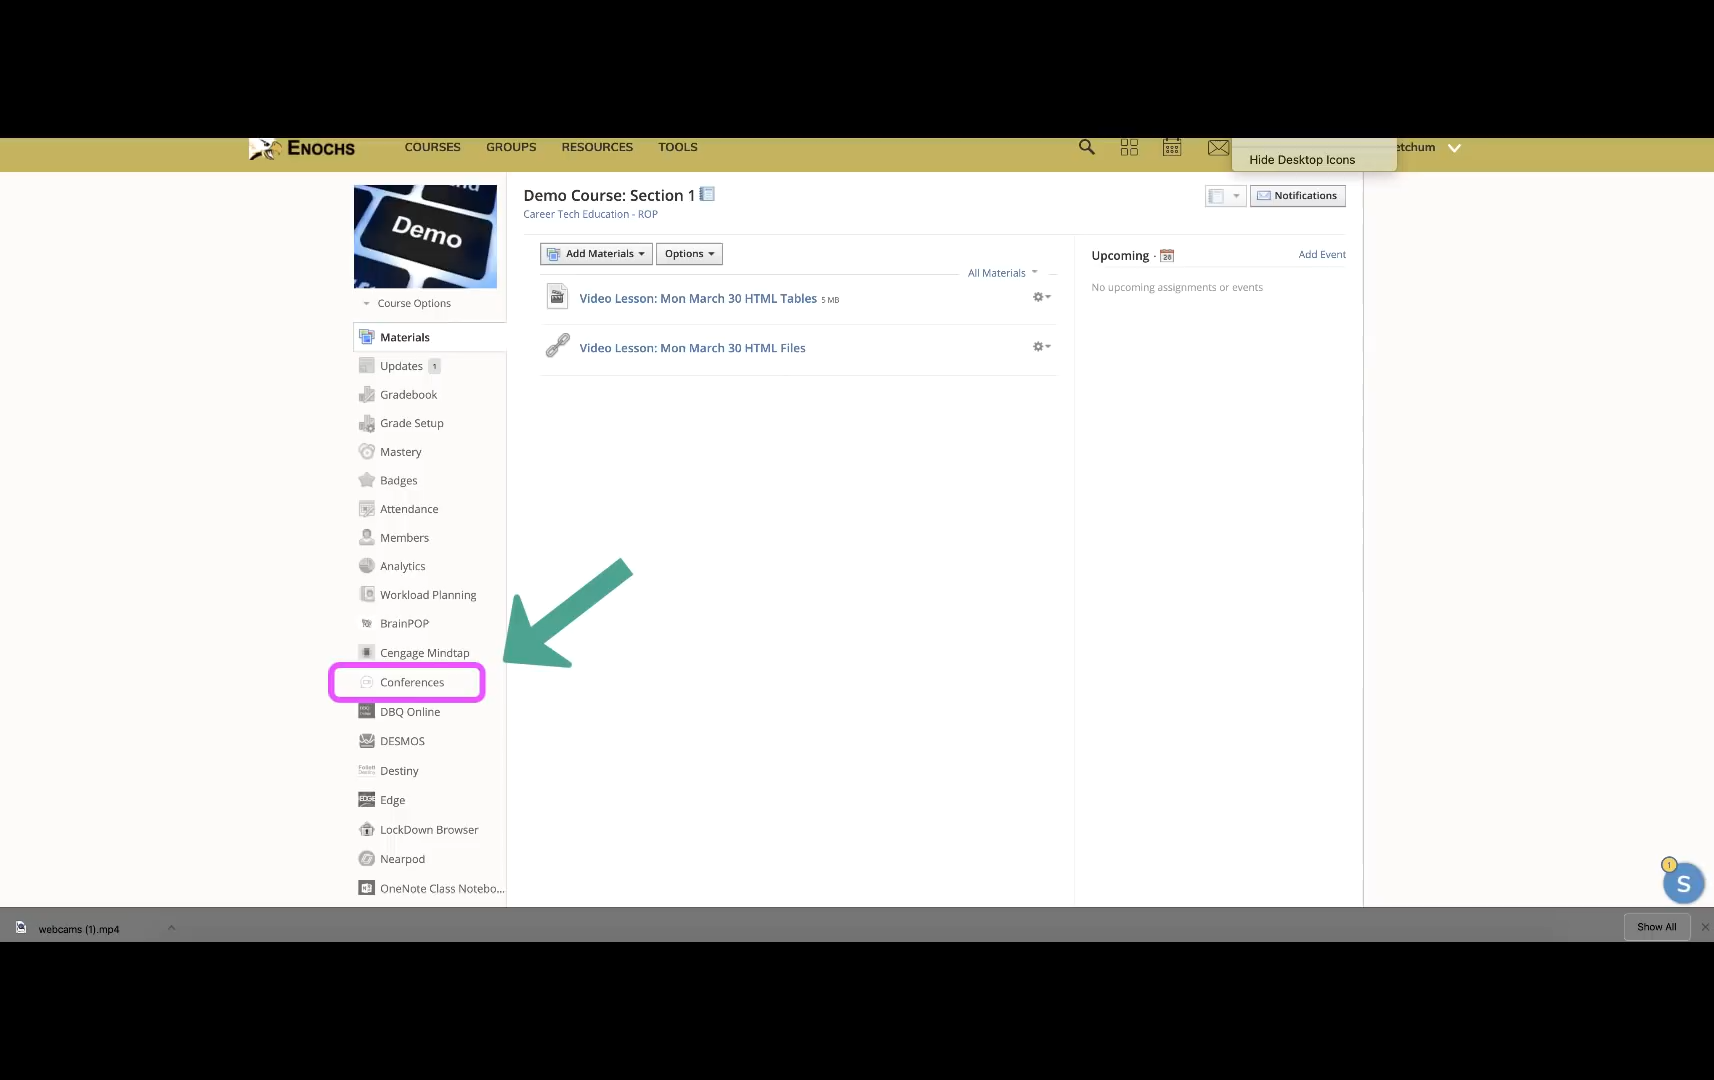 ENOCHS
COURSES
GROUPS
RESOURCES
TOOLS
etchum
Hide Desktop Icons
Demo
Course Options
Materials
Updates 1
Gradebook
Grade Setup
Mastery
Badges
Attendance
Members
Analytics
Workload Planning
BrainPOP
Cengage Mindtap
Conferences
DBQ Online
DESMOS
Destiny
Edge
LockDown Browser
Nearpod
OneNote Class Notebo...
Demo Course: Section 1
Career Tech Education - ROP
Notifications
Add Materials
Options
All Materials
Video Lesson: Mon March 30 HTML Tables 5 MB
Video Lesson: Mon March 30 HTML Files
Upcoming ·
Add Event
No upcoming assignments or events
1
S
webcams (1).mp4
Show All